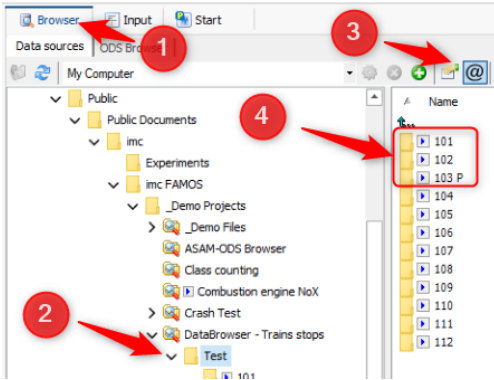 Browser Input Start
1
Data sources ODS Browse
3
My Computer
@
Public
Name
Public Documents
4
imc
101
Experiments
102
imc FAMOS
103 P
_Demo Projects
104
_Demo Files
105
ASAM-ODS Browser
106
Class counting
107
Combustion engine NoX
108
2
Crash Test
109
DataBrowser - Trains stops
110
Test
111
101
112